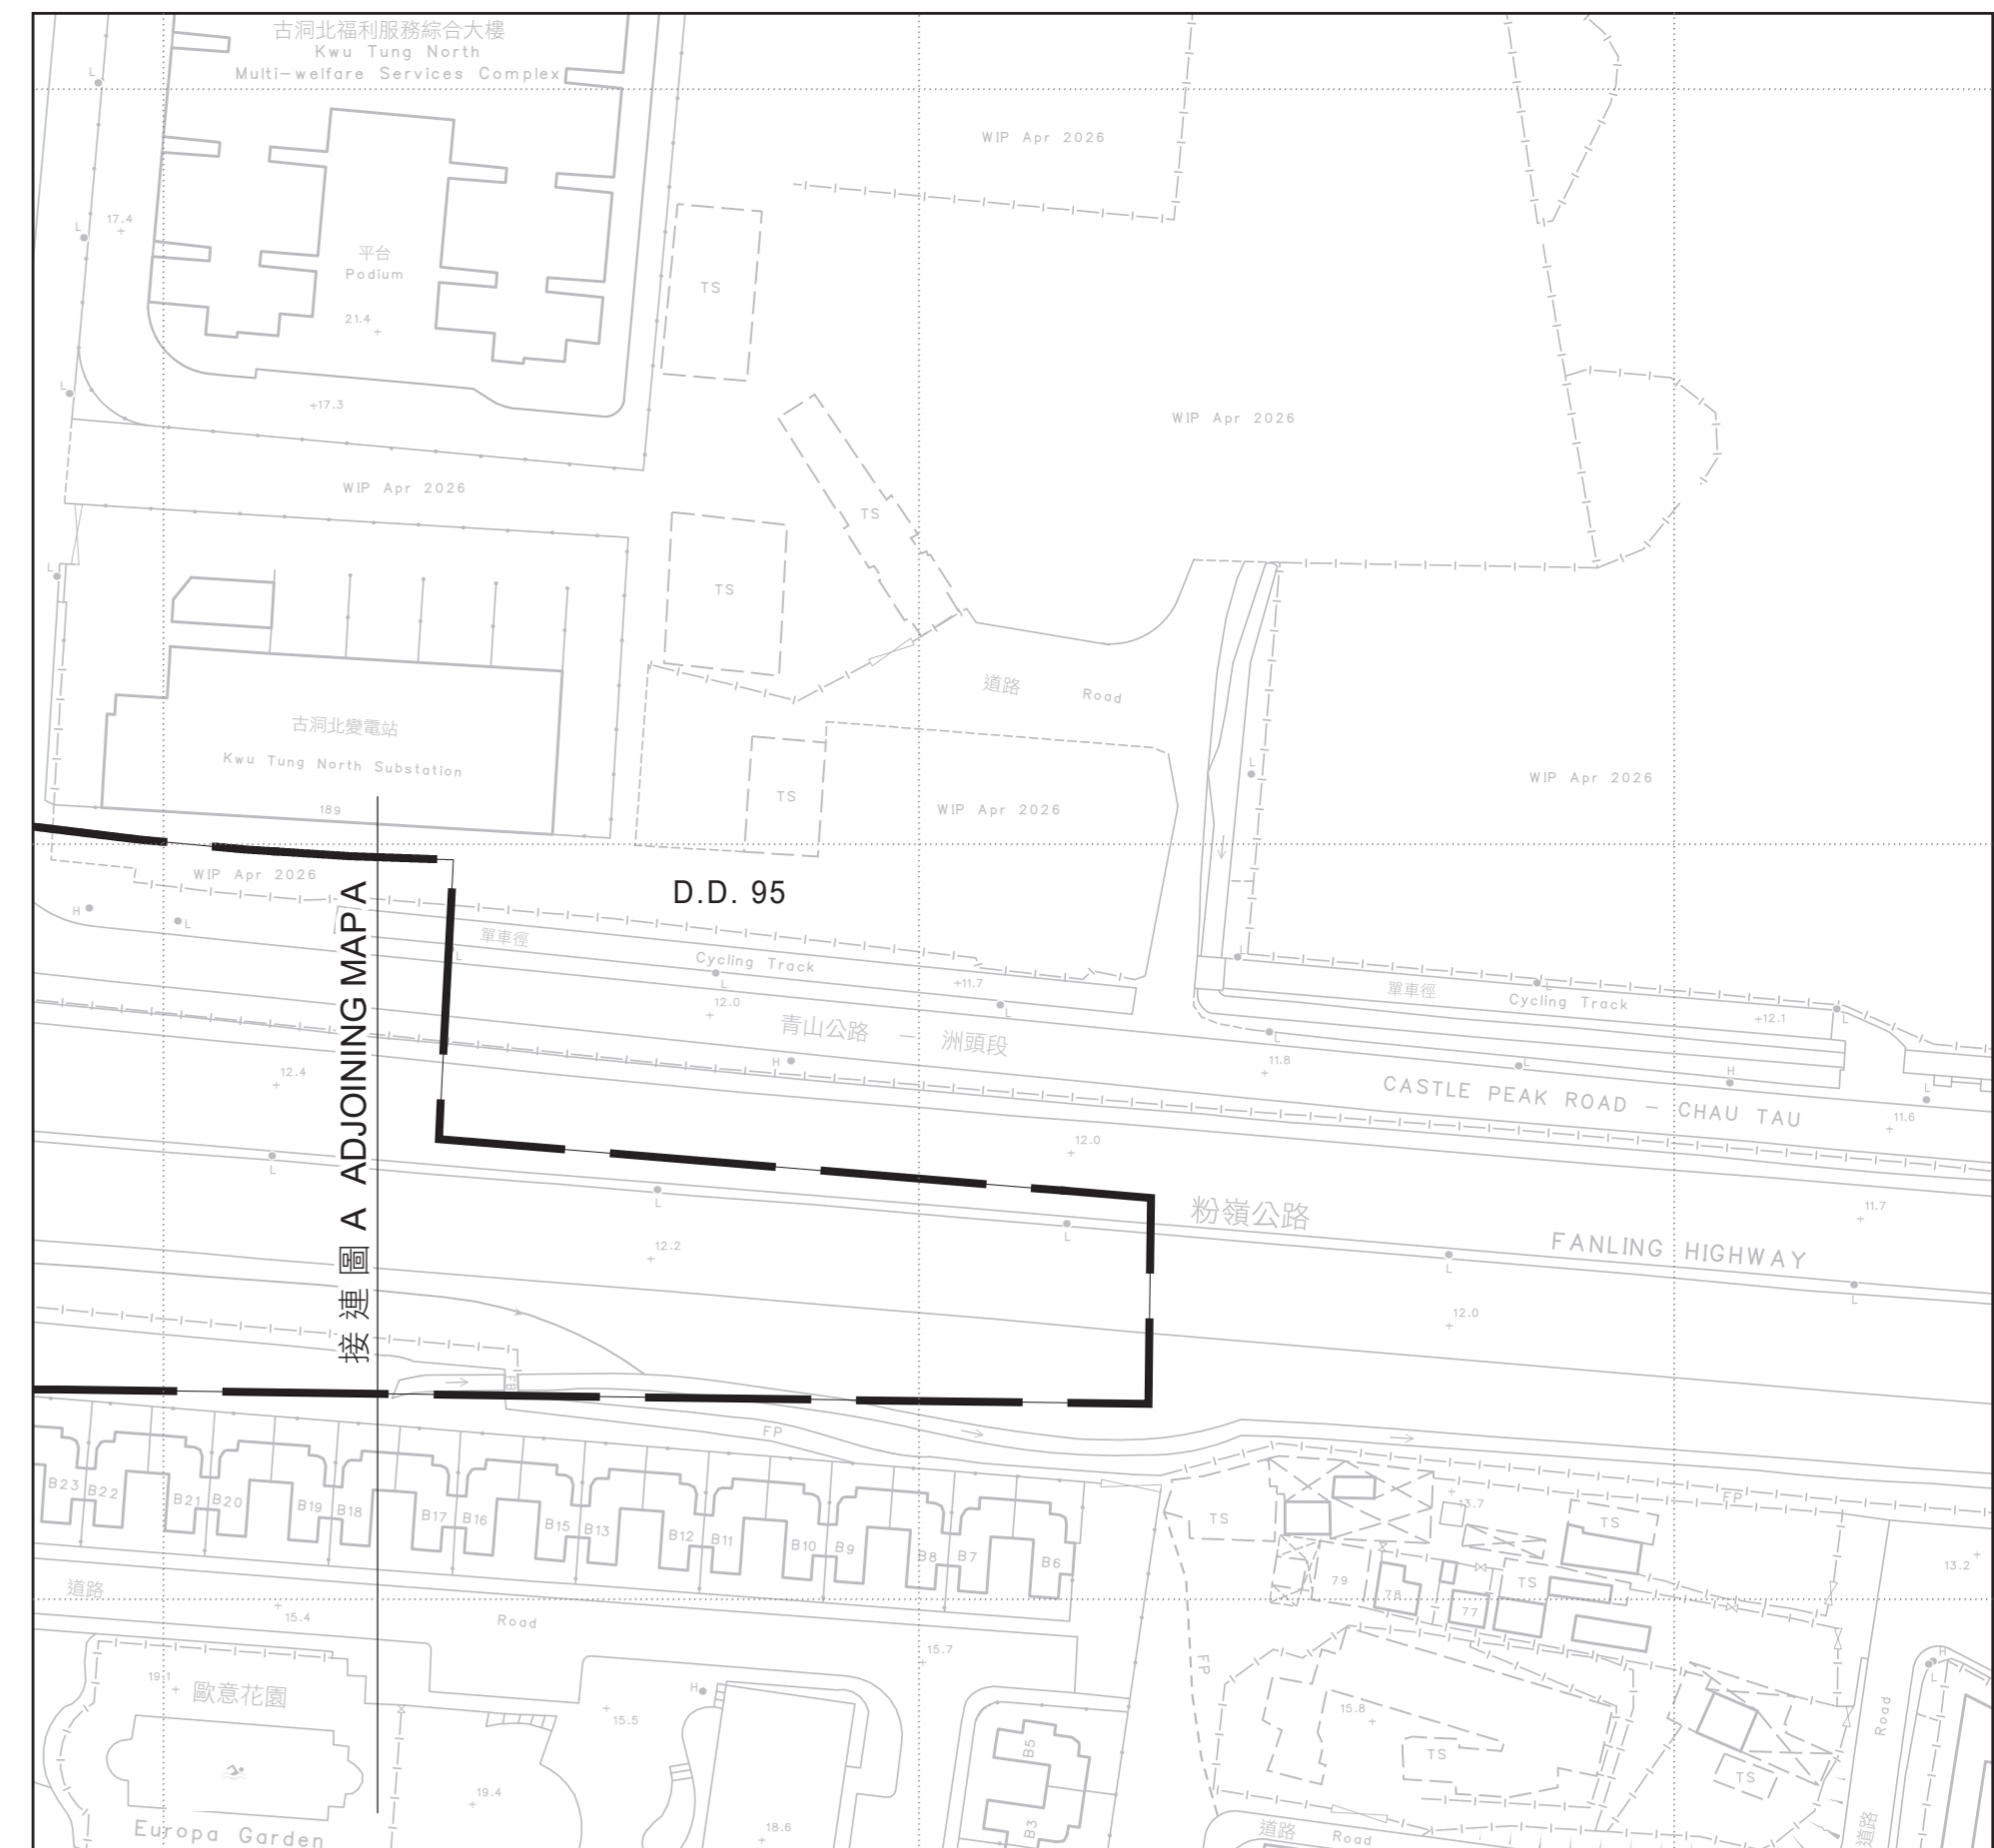 古洞北福利服務綜合大樓
Kwu Tung North
Multi-welfare Services Complex
L
WIP Apr 2026
17.4
L
平台
Podium
TS
21.4
L
+17.3
WIP Apr 2026
WIP Apr 2026
TS
L
TS
道路 Road
古洞北變電站
Kwu Tung North Substation
L
WIP Apr 2026
TS
WIP Apr 2026
189
WIP Apr 2026
D.D. 95
H
L
接連圖 A ADJOINING MAP A
單車徑
Cycling Track
L
L
+11.7
L
單車徑
Cycling Track
L
L
L
+12.1
12.0
青山公路 — 洲頭段
L
H
11.8
L
H
L
12.4
CASTLE PEAK ROAD - CHAU TAU
11.6
12.0
L
L
粉嶺公路
11.7
L
12.2
FANLING HIGHWAY
L
L
12.0
FB
FP
B23
B22
B21
B20
B19
B18
B17
B16
B15
B13
B12
B11
B10
B9
B8
B7
B6
TS
13.7
FP
TS
13.2
79
78
77
TS
道路
15.4
Road
15.7
FP
H
L
19.1
歐意花園
H
15.5
15.8
Road
B5
TS
TS
19.4
Europa Garden
18.6
B3
道路 Road
道路